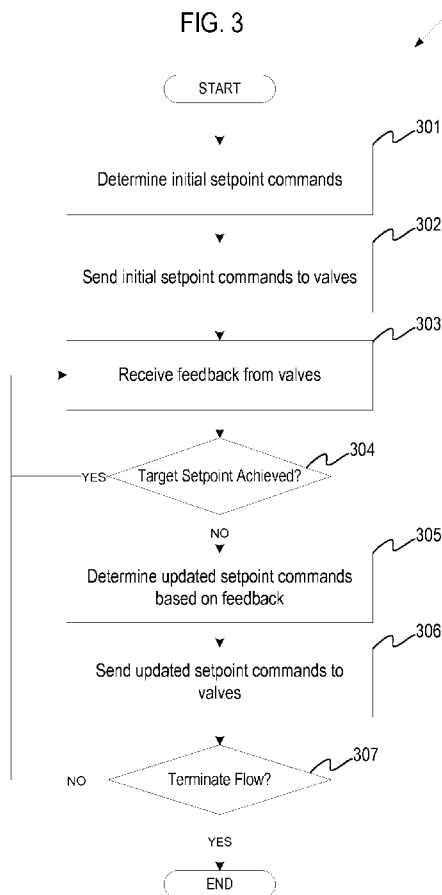 FIG. 3
START
301
Determine initial setpoint commands
302
Send initial setpoint commands to valves
303
Receive feedback from valves
304
Target Setpoint Achieved?
YES
NO
305
Determine updated setpoint commands
based on feedback
306
Send updated setpoint commands to
valves
307
Terminate Flow?
NO
YES
END